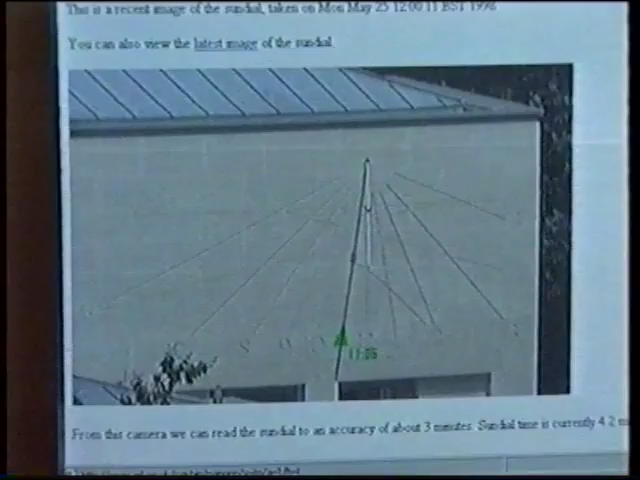 This is a recent image of the sundial, taken on Mon May 25 12:00:11 BST 1998
You can also view the latest image of the sundial.
11:06
From this camera we can read the sundial to an accuracy of about 3 minutes. Sundial time is currently 4.2